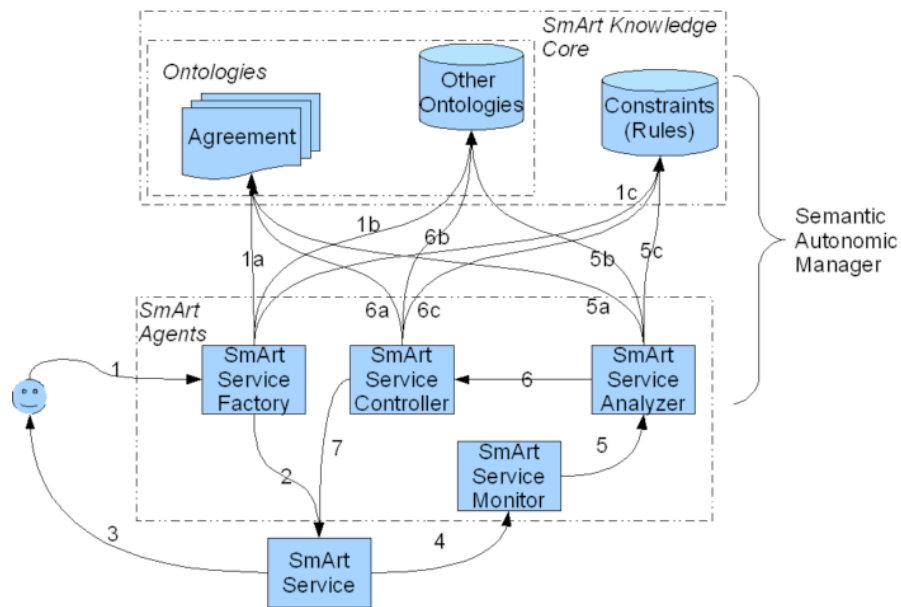 SmArt Knowledge
Core
Ontologies
Other
Ontologies
Constraints
(Rules)
Agreement
Semantic
Autonomic
Manager
1a
1b
6b
1c
5b
5c
6a
6c
5a
SmArt
Agents
1
SmArt
Service
Factory
SmArt
Service
Controller
6
SmArt
Service
Analyzer
2
7
5
SmArt
Service
Monitor
3
4
SmArt
Service